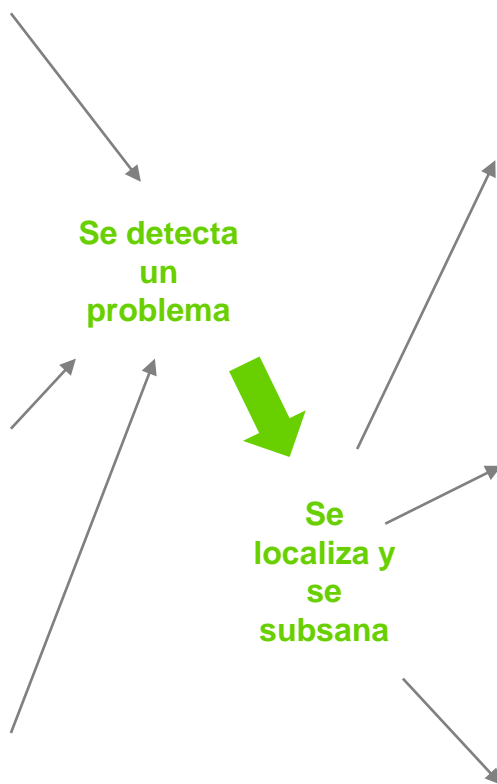 Se detecta
un
problema
Se
localiza y
se
subsana